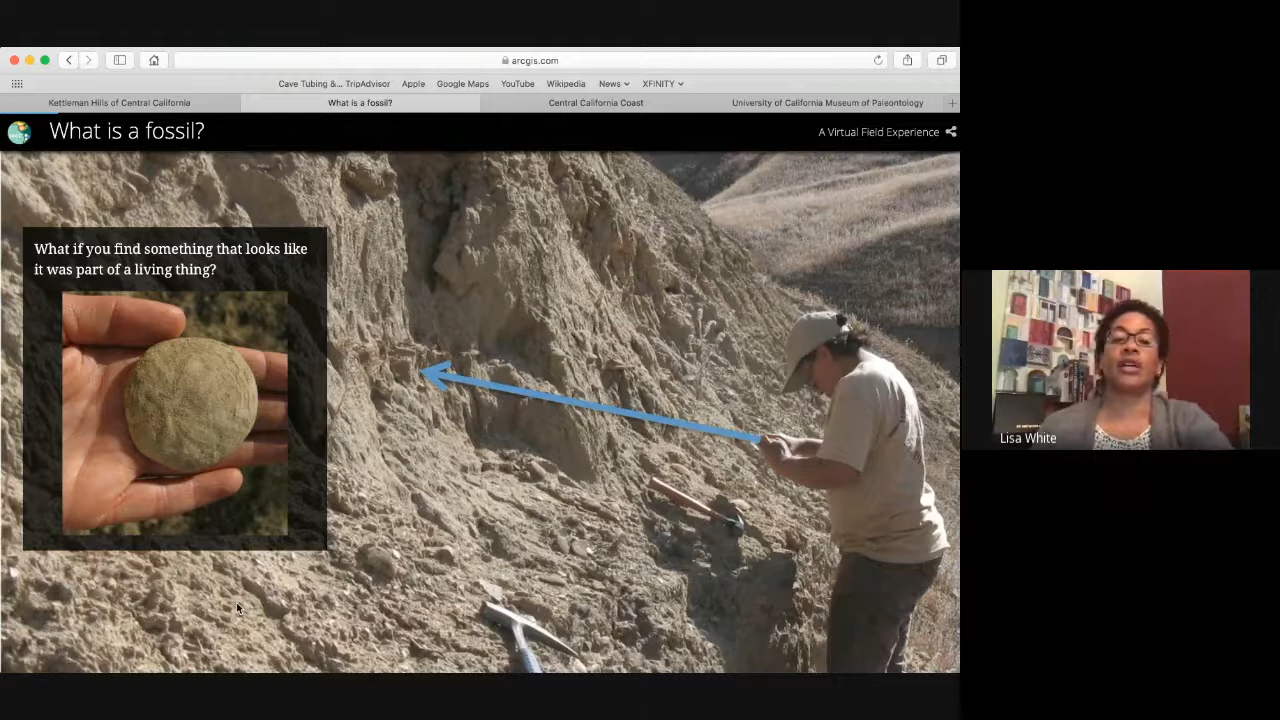 arcgis.com
Cave Tubing &... TripAdvisor Apple Google Maps YouTube Wikipedia News XFINITY
Kettleman Hills of Central California What is a fossil? Central California Coast University of California Museum of Paleontology
What is a fossil? A Virtual Field Experience
What if you find something that looks like
it was part of a living thing?
Lisa White